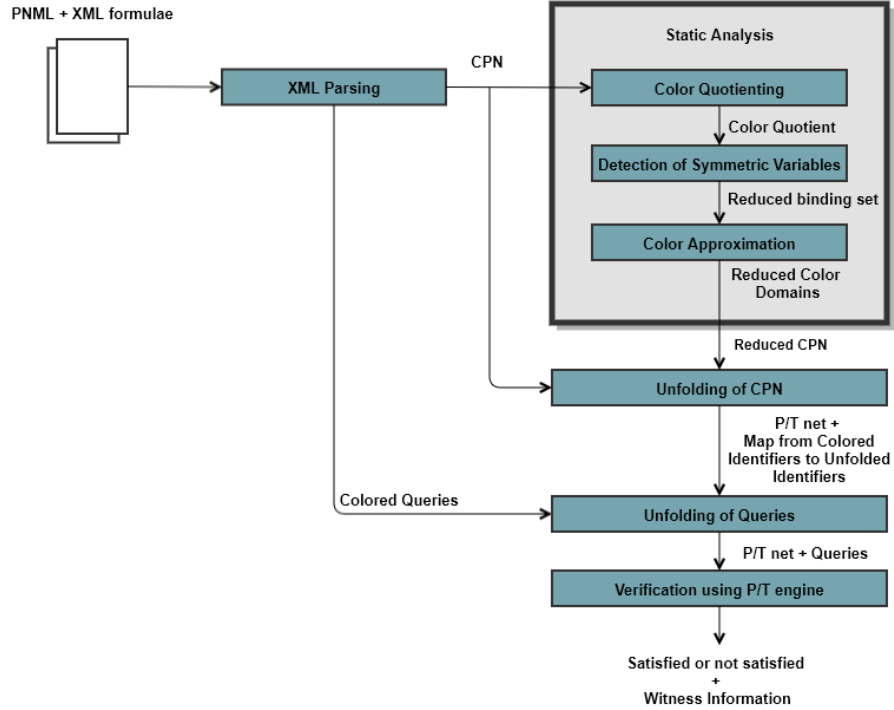 PNML + XML formulae
Static Analysis
CPN
XML Parsing
Color Quotienting
Color Quotient
Detection of Symmetric Variables
Reduced binding set
Color Approximation
Reduced Color
Domains
Reduced CPN
Unfolding of CPN
P/T net +
Map from Colored
Identifiers to Unfolded
Identifiers
Colored Queries
Unfolding of Queries
P/T net + Queries
Verification using P/T engine
Satisfied or not satisfied
+
Witness Information